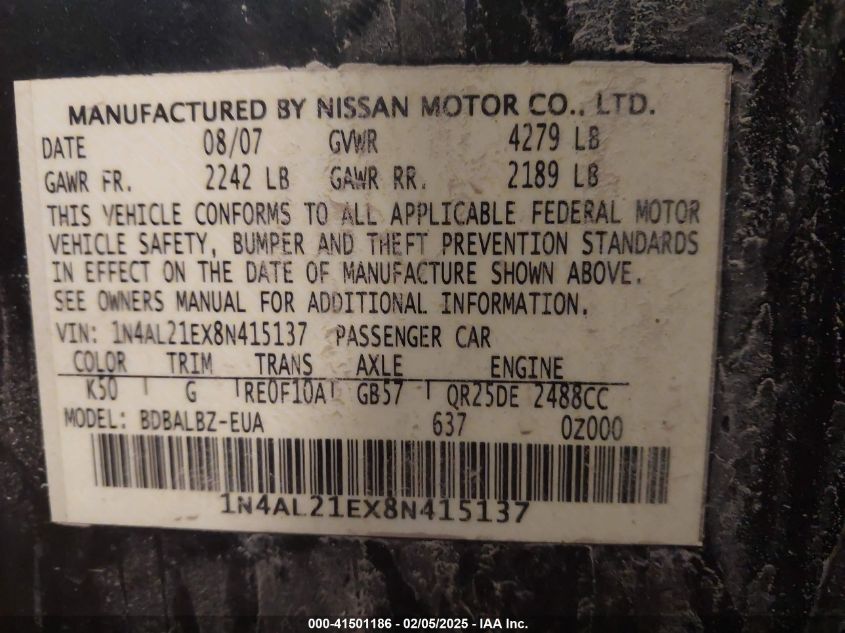 MANUFACTURED BY NISSAN MOTOR CO., LTD.
DATE 08/07 GVWR 4279 LB
GAWR FR. 2242 LB GAWR RR. 2189 LB
THIS VEHICLE CONFORMS TO ALL APPLICABLE FEDERAL MOTOR
VEHICLE SAFETY, BUMPER AND THEFT PREVENTION STANDARDS
IN EFFECT ON THE DATE OF MANUFACTURE SHOWN ABOVE.
SEE OWNERS MANUAL FOR ADDITIONAL INFORMATION.
VIN: 1N4AL21EX8N415137 PASSENGER CAR
COLOR TRIM TRANS AXLE ENGINE
K50 G RE0F10A GB57 QR25DE 2488CC
MODEL: BDBALBZ-EUA 637 0Z000
1N4AL21EX8N415137
000-41501186 - 02/05/2025 - IAA Inc.